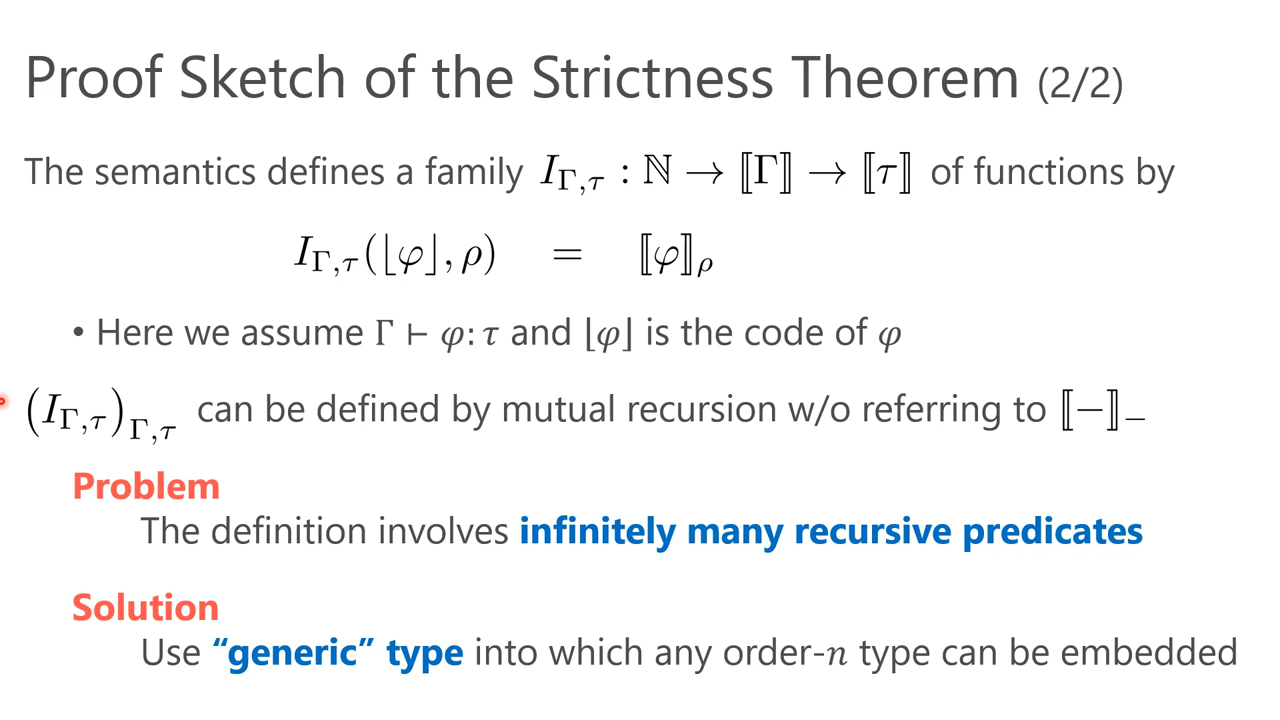 Proof Sketch of the Strictness Theorem (2/2)
The semantics defines a family I_{Γ,τ} : ℕ → ⟦Γ⟧ → ⟦τ⟧ of functions by
I_{Γ,τ}(⌊φ⌋, ρ) = ⟦φ⟧_ρ
• Here we assume Γ ⊢ φ: τ and ⌊φ⌋ is the code of φ
(I_{Γ,τ})_{Γ,τ} can be defined by mutual recursion w/o referring to ⟦−⟧_−
Problem
The definition involves infinitely many recursive predicates
Solution
Use “generic” type into which any order-n type can be embedded